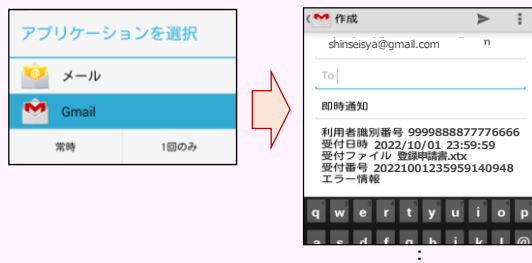 アプリケーションを選択
メール
Gmail
常時
1回のみ
作成
shinseisya@gmail.com
n
To
即時通知
利用者識別番号 9999888877776666
受付日時 2022/10/01 23:59:59
受付ファイル 登録申請書.xtx
受付番号 20221001235959140948
エラー情報
q w e r t y u i o p
a s d f g h j k l @
: